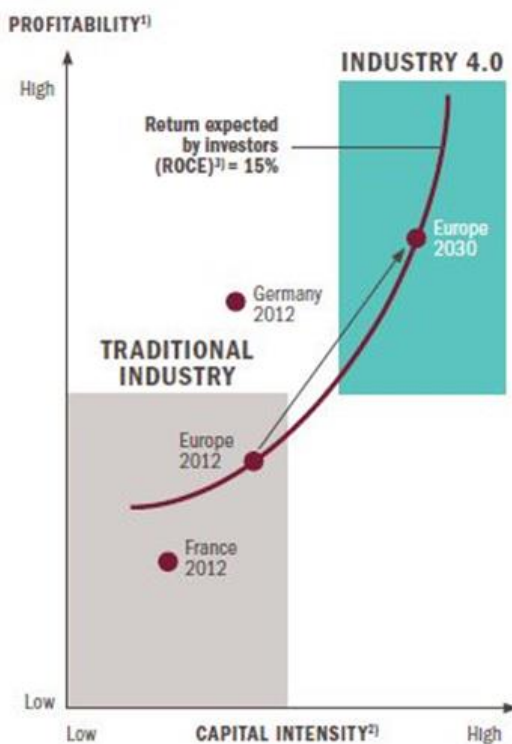 PROFITABILITY¹⁾
INDUSTRY 4.0
High
Return expected
by investors
(ROCE)³⁾ = 15%
Europe
2030
Germany
2012
TRADITIONAL
INDUSTRY
Europe
2012
France
2012
Low
Low
CAPITAL INTENSITY²⁾
High